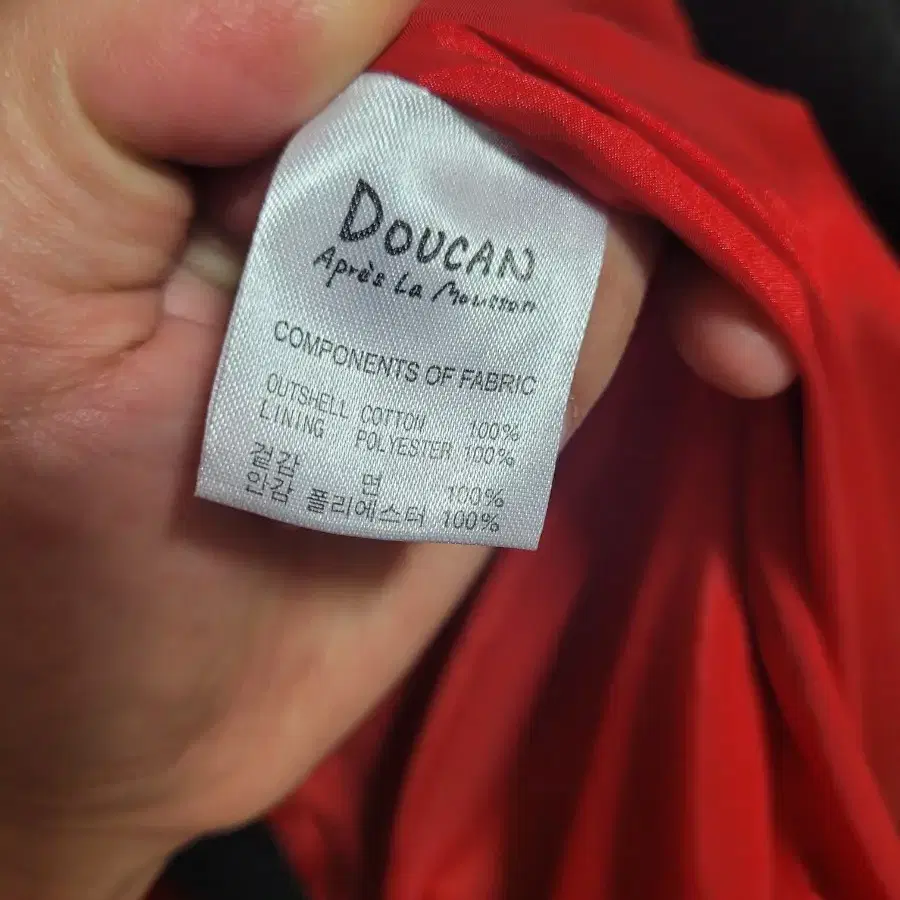 DOUCAN
Après La Mousson
COMPONENTS OF FABRIC
OUTSHELL COTTON 100%
LINING POLYESTER 100%
겉감 면 100%
안감 폴리에스터 100%